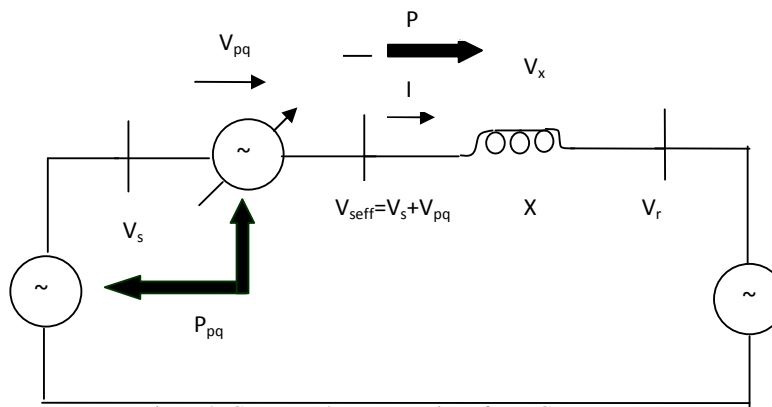 P
V_pq
V_x
I
~
V_s
V_seff=V_s+V_pq
X
V_r
~
~
P_pq